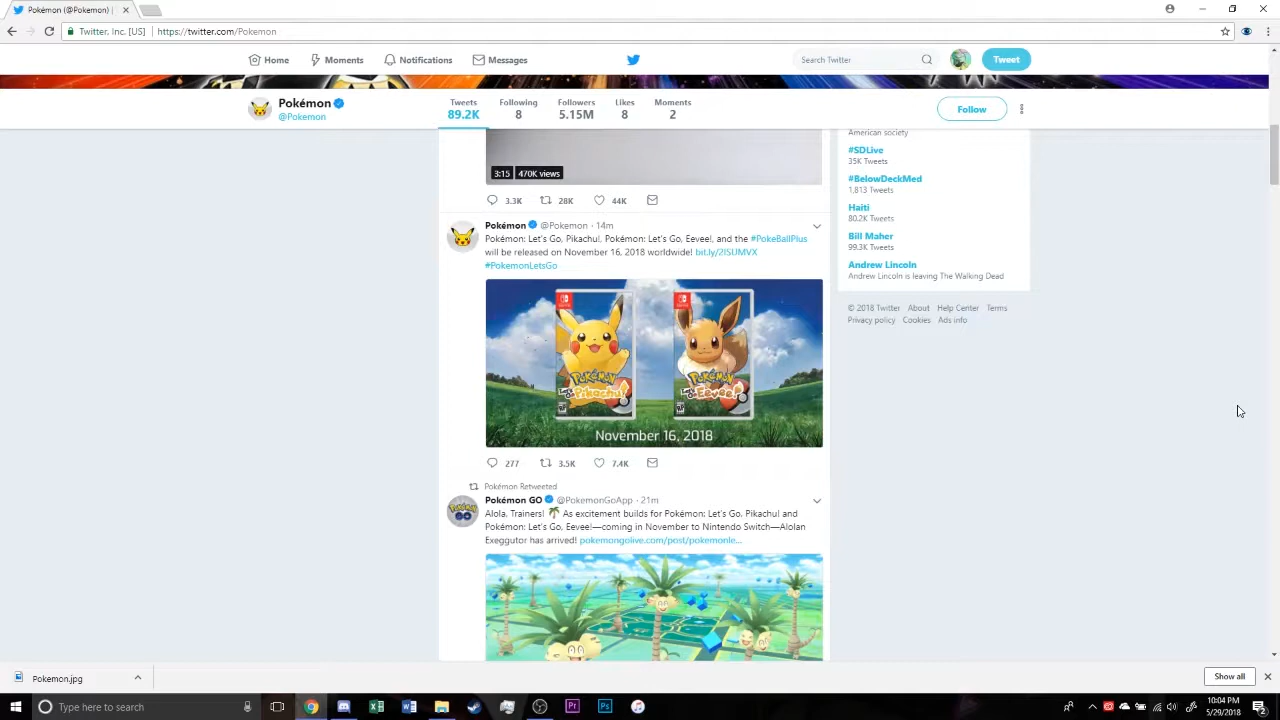 Pokémon (@Pokemon) |
Twitter, Inc. [US] | https://twitter.com/Pokemon
Home Moments Notifications Messages Search Twitter Tweet
Pokémon
@Pokemon
Tweets Following Followers Likes Moments
89.2K 8 5.15M 8 2
Follow
3:15 470K views
3.3K 28K 44K
Pokémon @Pokemon · 14m
Pokémon: Let's Go, Pikachu!, Pokémon: Let's Go, Eevee!, and the #PokeBallPlus
will be released on November 16, 2018 worldwide!
#PokemonLetsGo
POKÉMON
Let's Go Pikachu!
POKÉMON
Let's Go Eevee!
November 16, 2018
277 3.5K 7.4K
Pokémon Retweeted
Pokémon GO @PokemonGoApp · 21m
Alola, Trainers! 🌴 As excitement builds for Pokémon: Let's Go, Pikachu! and
Pokémon: Let's Go, Eevee!—coming in November to Nintendo Switch—Alolan
Exeggutor has arrived! pokemongolive.com/post/pokemonle...
American society
#SDLive
35K Tweets
#BelowDeckMed
1,813 Tweets
Haiti
80.2K Tweets
Bill Maher
99.3K Tweets
Andrew Lincoln
Andrew Lincoln is leaving The Walking Dead
© 2018 Twitter About Help Center Terms
Privacy policy Cookies Ads info
Pokemon.jpg
Show all
Type here to search
10:04 PM
5/29/2018